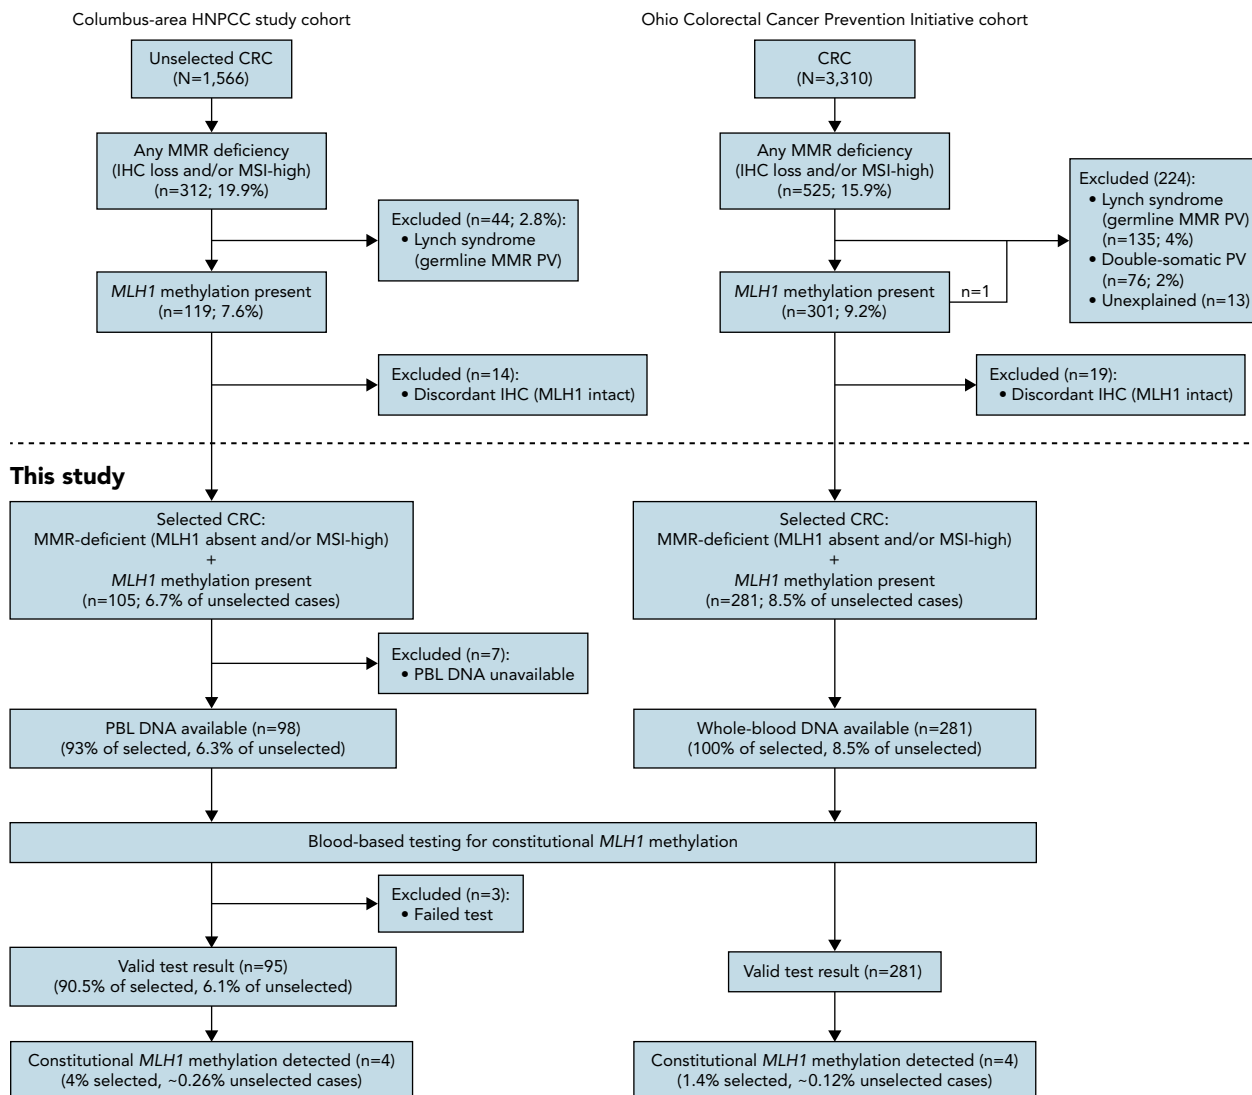 Columbus-area HNPCC study cohort
Unselected CRC
(N=1,566)
Any MMR deficiency
(IHC loss and/or MSI-high)
(n=312; 19.9%)
Excluded (n=44; 2.8%):
• Lynch syndrome
(germline MMR PV)
MLH1 methylation present
(n=119; 7.6%)
Excluded (n=14):
• Discordant IHC (MLH1 intact)
Ohio Colorectal Cancer Prevention Initiative cohort
CRC
(N=3,310)
Any MMR deficiency
(IHC loss and/or MSI-high)
(n=525; 15.9%)
Excluded (224):
• Lynch syndrome
(germline MMR PV)
(n=135; 4%)
• Double-somatic PV
(n=76; 2%)
• Unexplained (n=13)
MLH1 methylation present
(n=301; 9.2%)
n=1
Excluded (n=19):
• Discordant IHC (MLH1 intact)
This study
Selected CRC:
MMR-deficient (MLH1 absent and/or MSI-high)
+
MLH1 methylation present
(n=105; 6.7% of unselected cases)
Excluded (n=7):
• PBL DNA unavailable
PBL DNA available (n=98)
(93% of selected, 6.3% of unselected)
Selected CRC:
MMR-deficient (MLH1 absent and/or MSI-high)
+
MLH1 methylation present
(n=281; 8.5% of unselected cases)
Whole-blood DNA available (n=281)
(100% of selected, 8.5% of unselected)
Blood-based testing for constitutional MLH1 methylation
Excluded (n=3):
• Failed test
Valid test result (n=95)
(90.5% of selected, 6.1% of unselected)
Constitutional MLH1 methylation detected (n=4)
(4% selected, ~0.26% unselected cases)
Valid test result (n=281)
Constitutional MLH1 methylation detected (n=4)
(1.4% selected, ~0.12% unselected cases)